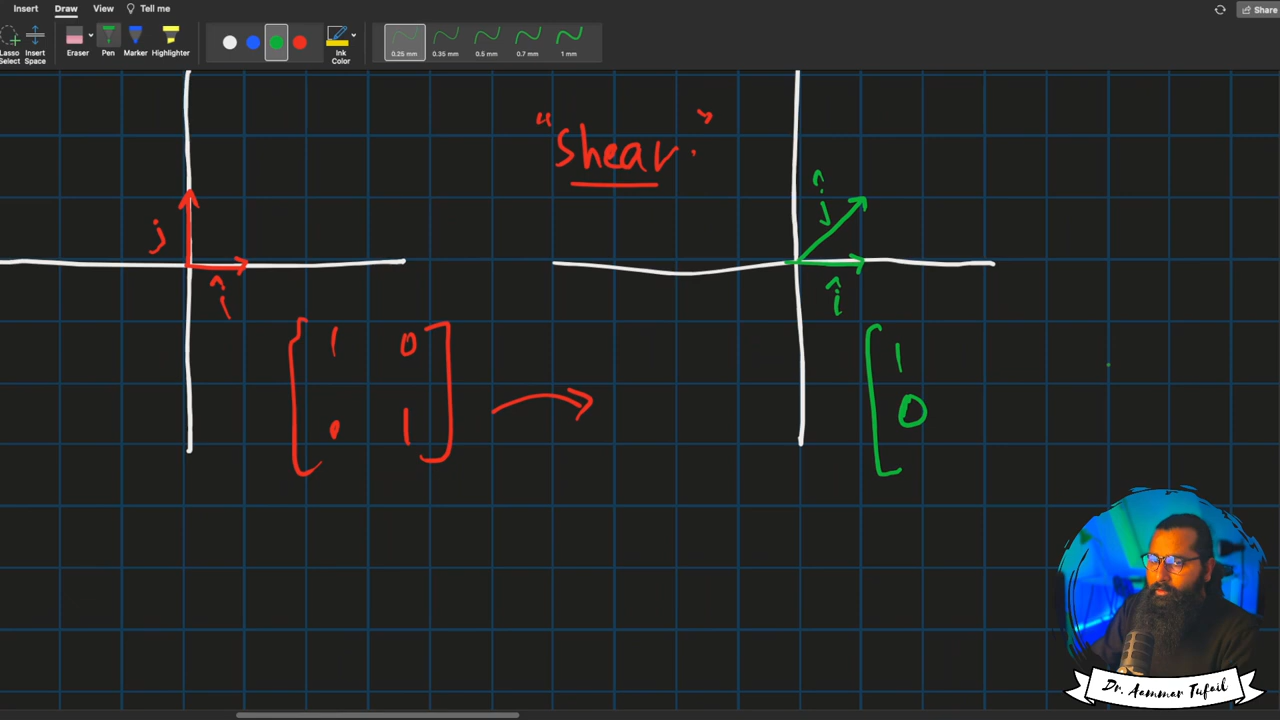 Insert Draw View Tell me
Share
Lasso Select
Insert Space
Eraser
Pen
Marker
Highlighter
Ink Color
0.25 mm
0.35 mm
0.5 mm
0.7 mm
1 mm
"Shear."
j
î
ĵ
î
1 0
0 1
1
0
Dr. Aammar Tufail